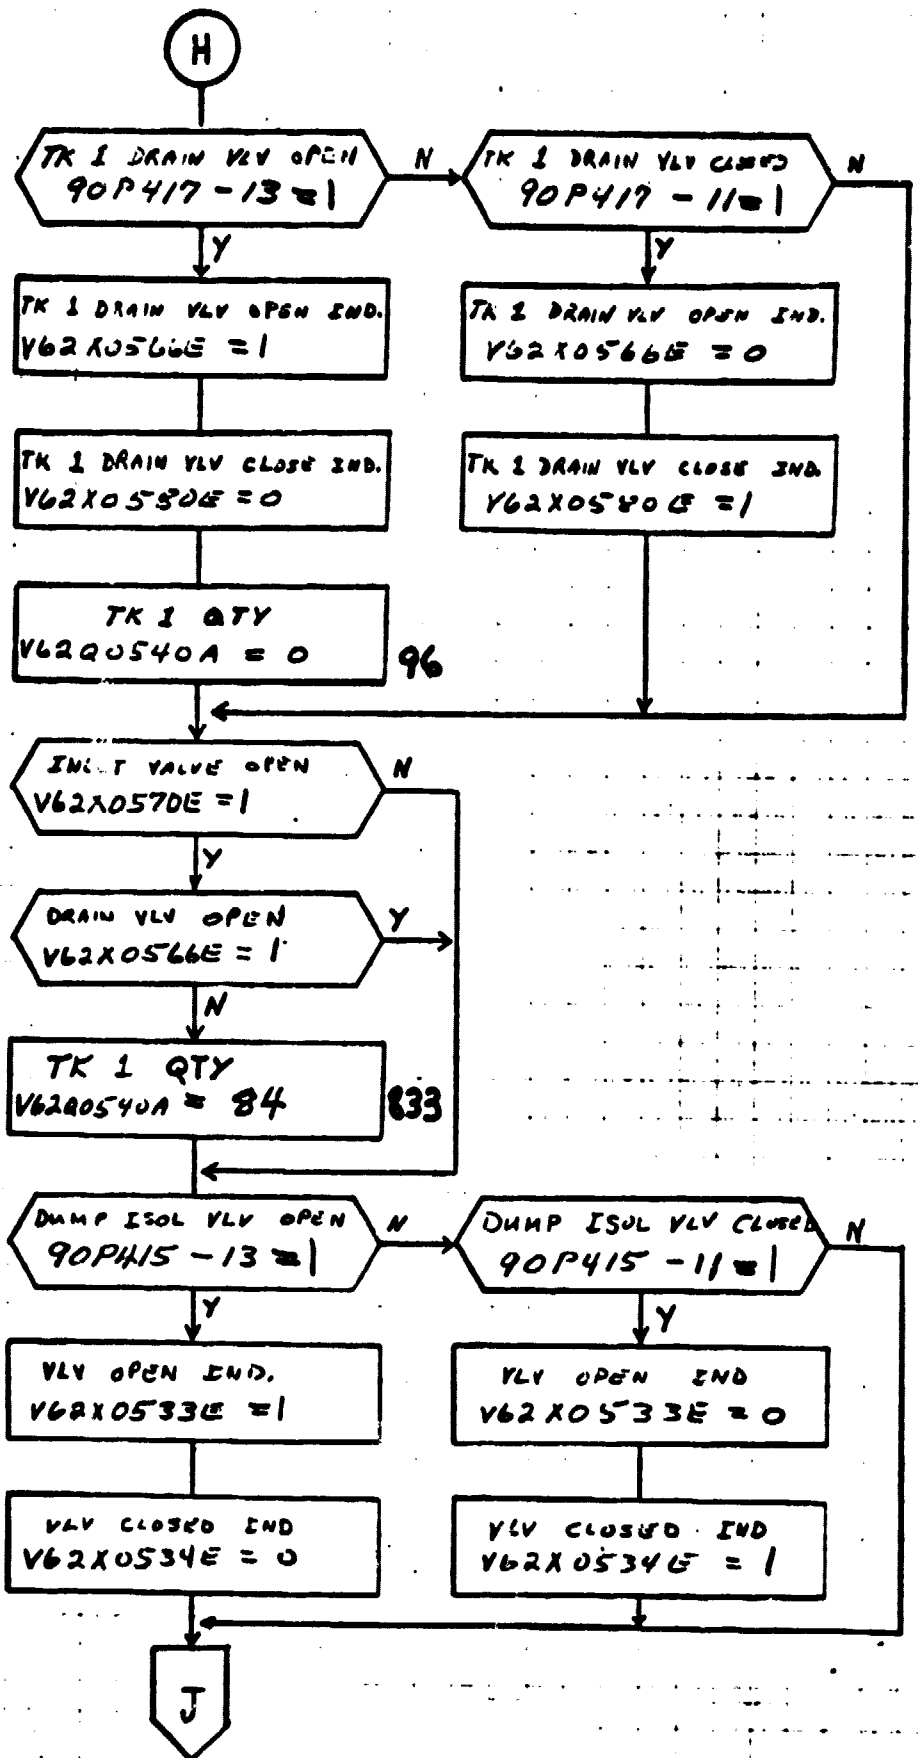 H
TK 1 DRAIN VLV OPEN
90P417 - 13 = 1
N
TK 1 DRAIN VLV CLOSED
90P417 - 11 = 1
N
Y
Y
TK 1 DRAIN VLV OPEN IND.
V62X0566E = 1
TK 1 DRAIN VLV OPEN IND.
V62X0566E = 0
TK 1 DRAIN VLV CLOSE IND.
V62X0580E = 0
TK 1 DRAIN VLV CLOSE IND.
V62X0580E = 1
TK 1 QTY
V62Q0540A = 0
96
INLET VALVE OPEN
V62X0570E = 1
N
Y
DRAIN VLV OPEN
V62X0566E = 1
Y
N
TK 1 QTY
V62Q0540A = 84
833
DUMP ISOL VLV OPEN
90P415 - 13 = 1
N
DUMP ISOL VLV CLOSED
90P415 - 11 = 1
N
Y
Y
VLV OPEN IND.
V62X0533E = 1
VLV OPEN IND
V62X0533E = 0
VLV CLOSED IND
V62X0534E = 0
VLV CLOSED IND
V62X0534E = 1
J